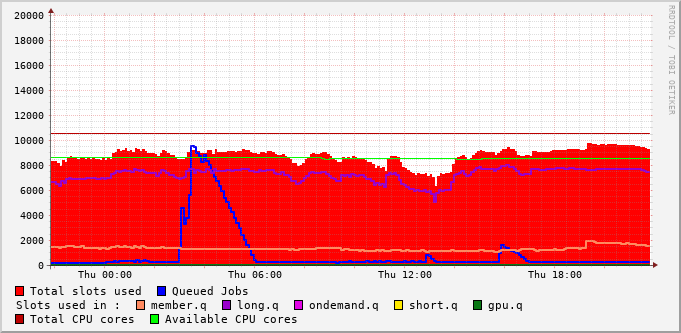 20000
18000
16000
14000
12000
10000
8000
6000
4000
2000
0
Thu 00:00 Thu 06:00 Thu 12:00 Thu 18:00
Total slots used Queued Jobs
Slots used in : member.q long.q ondemand.q short.q gpu.q
Total CPU cores Available CPU cores
RRDTOOL / TOBI OETIKER